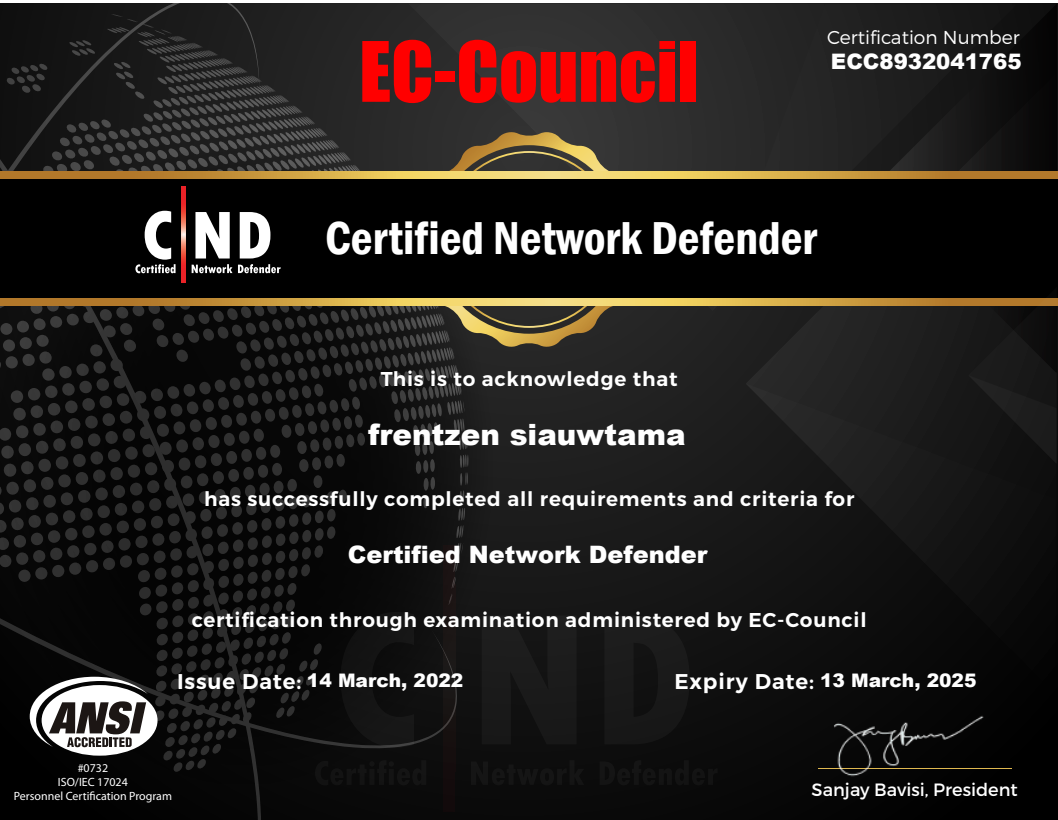 EC-Council
Certification Number
ECC8932041765
C|ND
Certified Network Defender
Certified Network Defender
This is to acknowledge that
frentzen siauwtama
has successfully completed all requirements and criteria for
Certified Network Defender
certification through examination administered by EC-Council
C|ND
Certified Network Defender
Issue Date: 14 March, 2022
Expiry Date: 13 March, 2025
ANSI
ACCREDITED
#0732
ISO/IEC 17024
Personnel Certification Program
Sanjay Bavisi, President